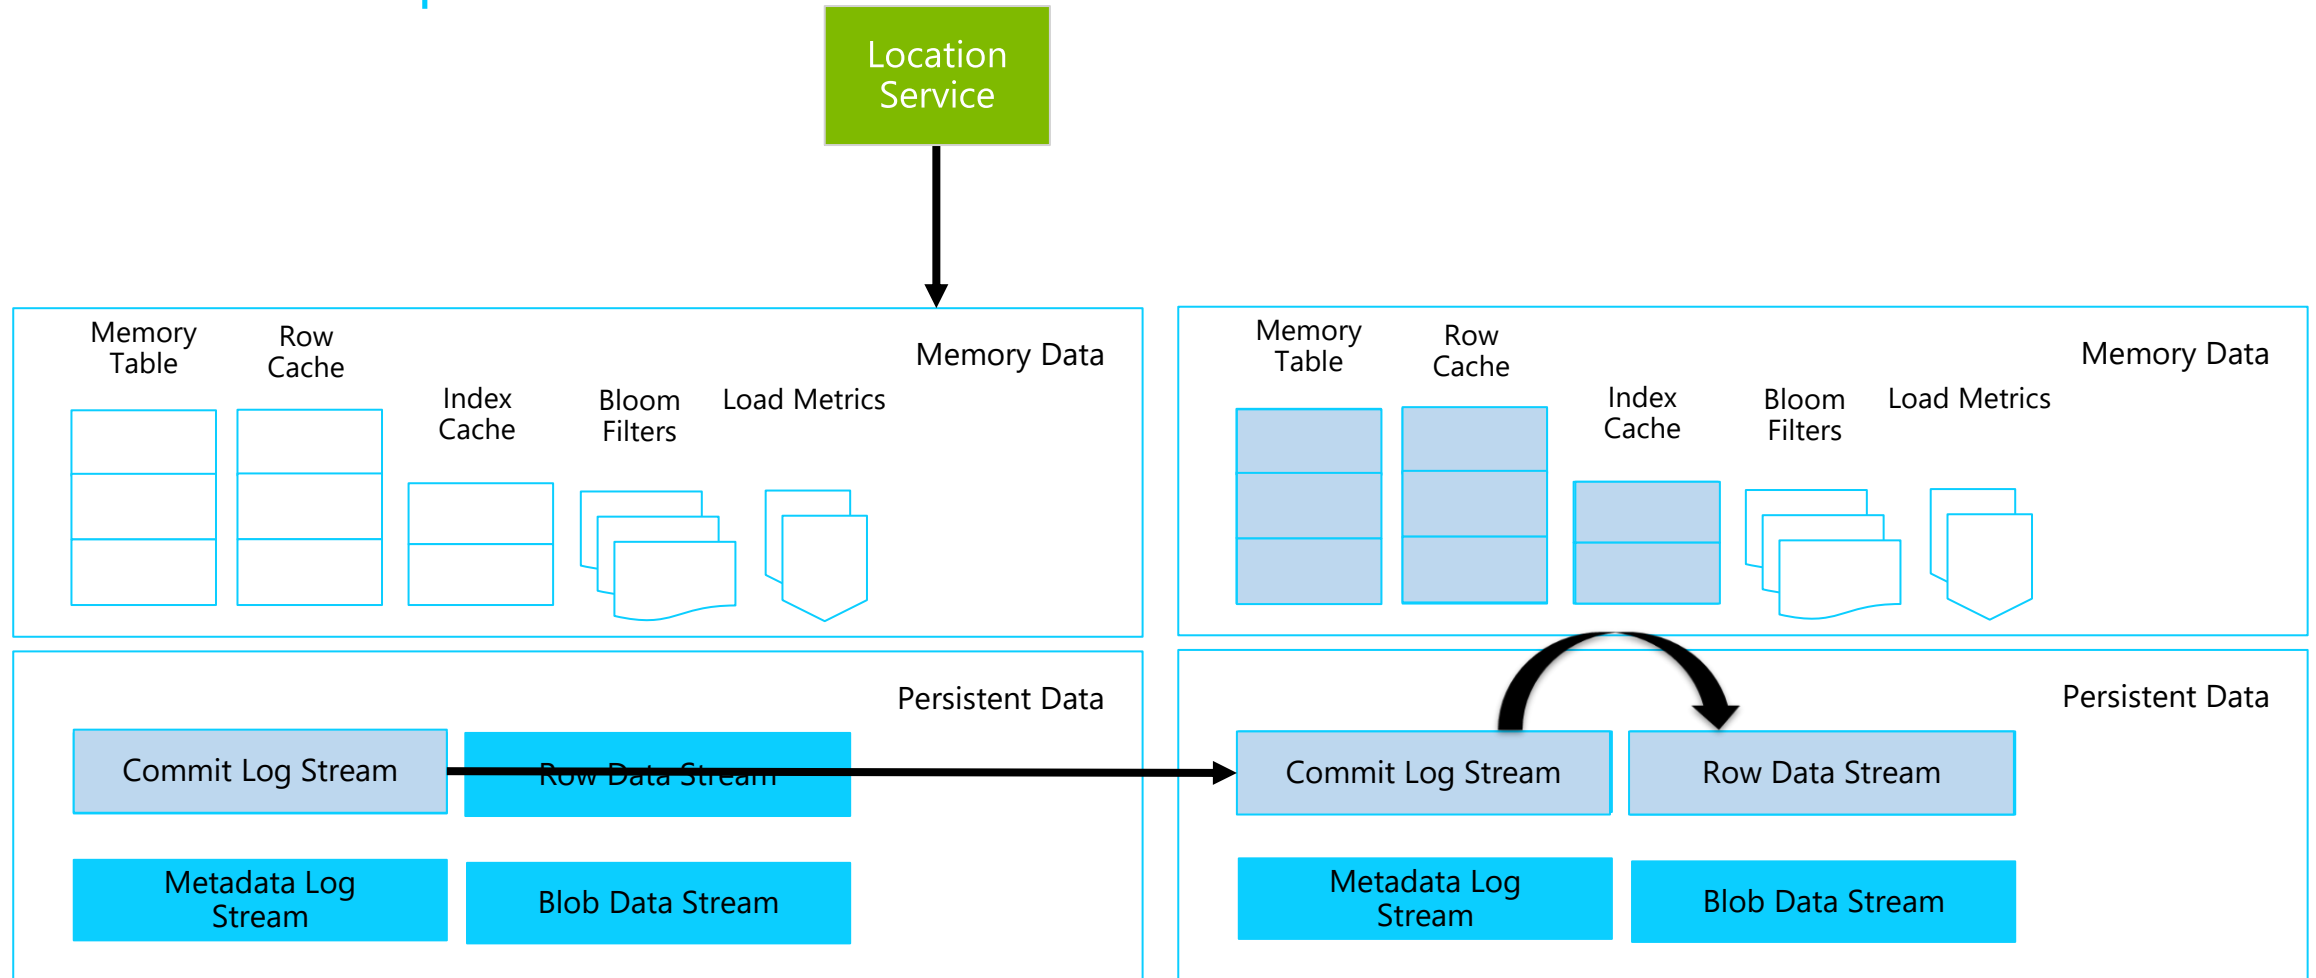 Location
Service
Memory
Table
Row
Cache
Index
Cache
Bloom
Filters
Load Metrics
Memory Data
Memory
Table
Row
Cache
Index
Cache
Bloom
Filters
Load Metrics
Memory Data
Persistent Data
Commit Log Stream
Row Data Stream
Metadata Log
Stream
Blob Data Stream
Persistent Data
Commit Log Stream
Row Data Stream
Metadata Log
Stream
Blob Data Stream